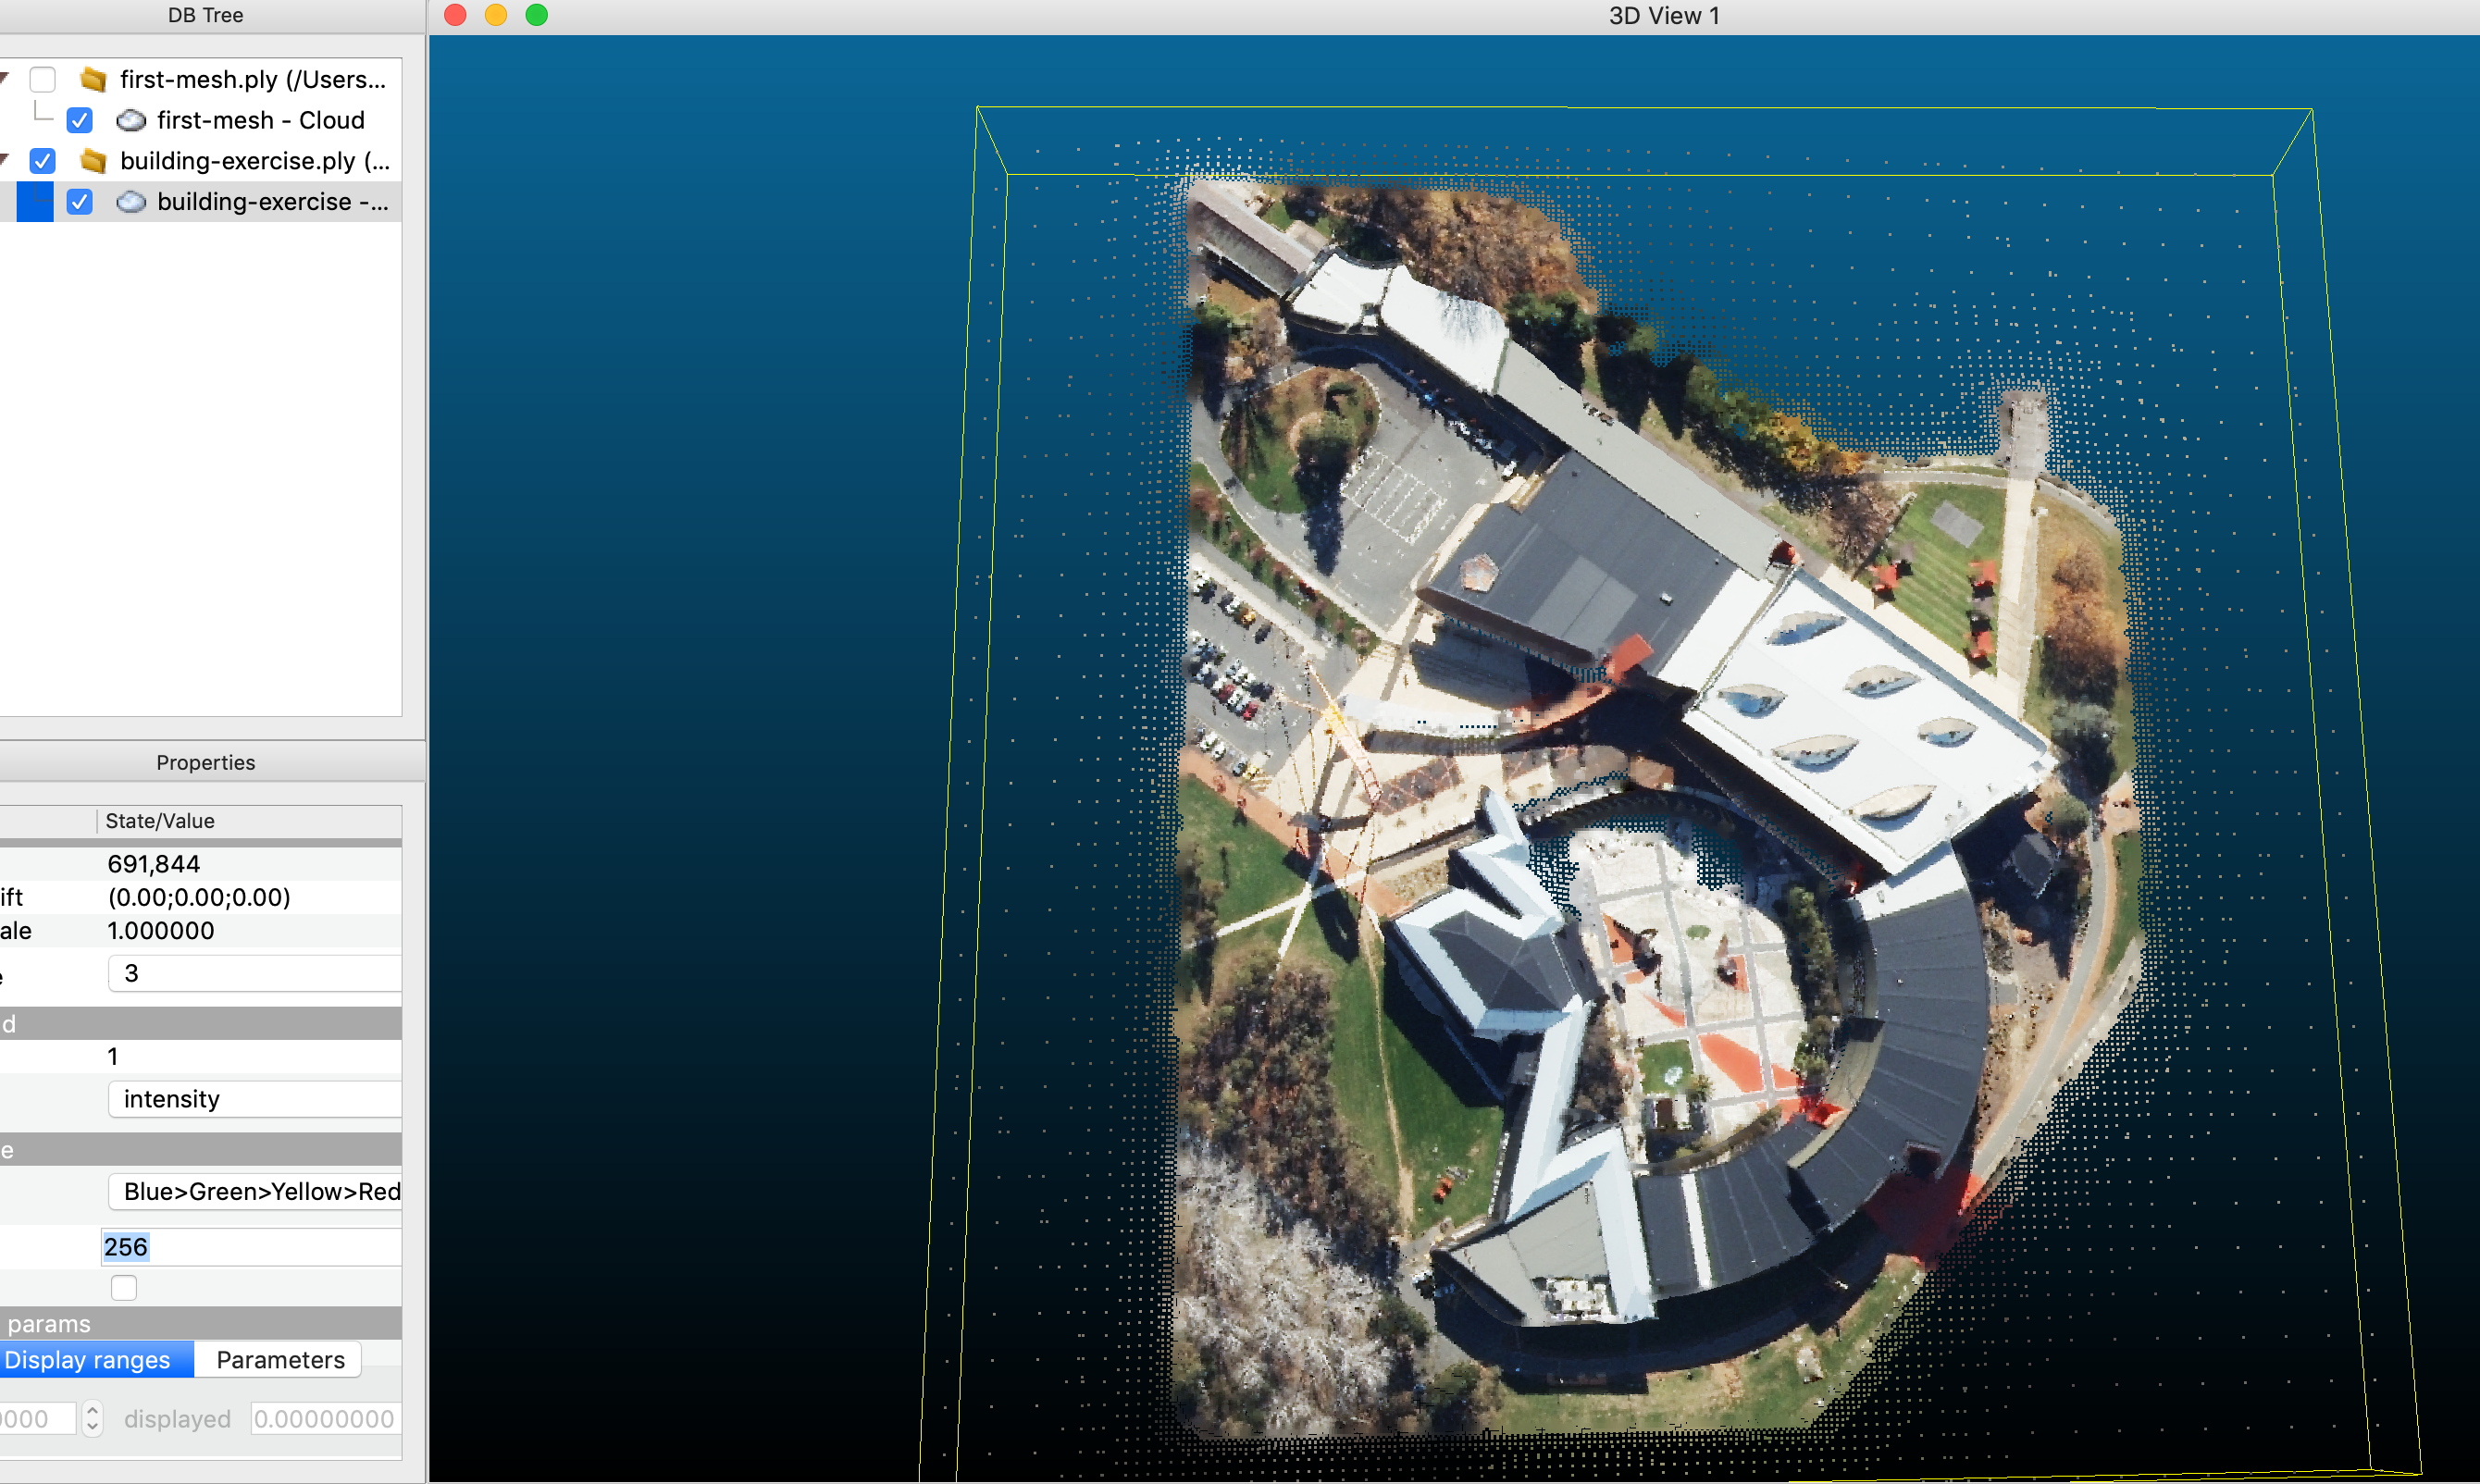 DB Tree
3D View 1
first-mesh.ply (/Users...
first-mesh - Cloud
building-exercise.ply (...
building-exercise -...
Properties
State/Value
691,844
ift (0.00;0.00;0.00)
ale 1.000000
e 3
d
1
intensity
e
Blue>Green>Yellow>Red
256
params
Display ranges Parameters
0000 displayed 0.00000000